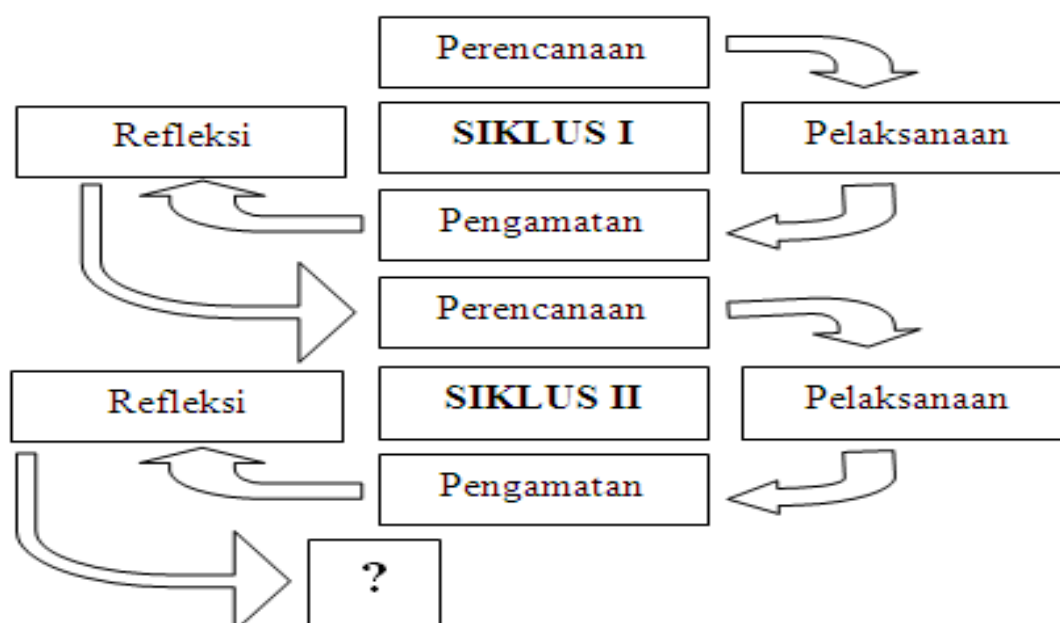 Perencanaan
Refleksi
SIKLUS I
Pelaksanaan
Pengamatan
Perencanaan
Refleksi
SIKLUS II
Pelaksanaan
Pengamatan
?